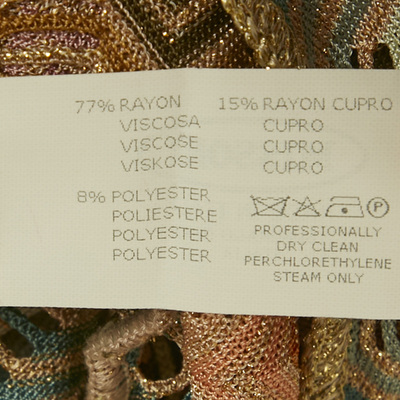 77% RAYON
VISCOSA
VISCOSE
VISKOSE
15% RAYON CUPRO
CUPRO
CUPRO
CUPRO
8% POLYESTER
POLIESTERE
POLYESTER
POLYESTER
P
PROFESSIONALLY
DRY CLEAN
PERCHLORETHYLENE
STEAM ONLY